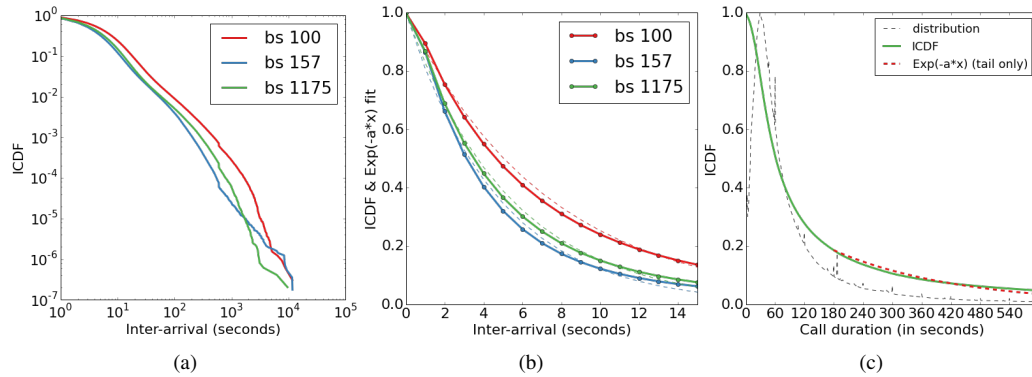 10^0
10^-1
10^-2
10^-3
10^-4
10^-5
10^-6
10^-7
ICDF
bs 100
bs 157
bs 1175
10^0 10^1 10^2 10^3 10^4 10^5
Inter-arrival (seconds)
(a)
1.0
0.8
0.6
0.4
0.2
0.0
ICDF & Exp(-a*x) fit
bs 100
bs 157
bs 1175
0 2 4 6 8 10 12 14
Inter-arrival (seconds)
(b)
1.0
0.8
0.6
0.4
0.2
0.0
ICDF
distribution
ICDF
Exp(-a*x) (tail only)
0 60 120 180 240 300 360 420 480 540
Call duration (in seconds)
(c)